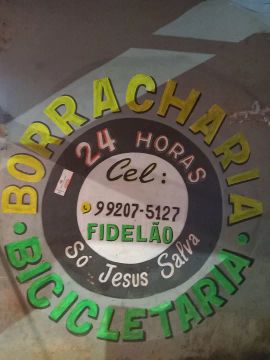 BORRACHARIA
24 HORAS
Cel:
99207-5127
FIDELÃO
Só Jesus Salva
BICICLETARIA